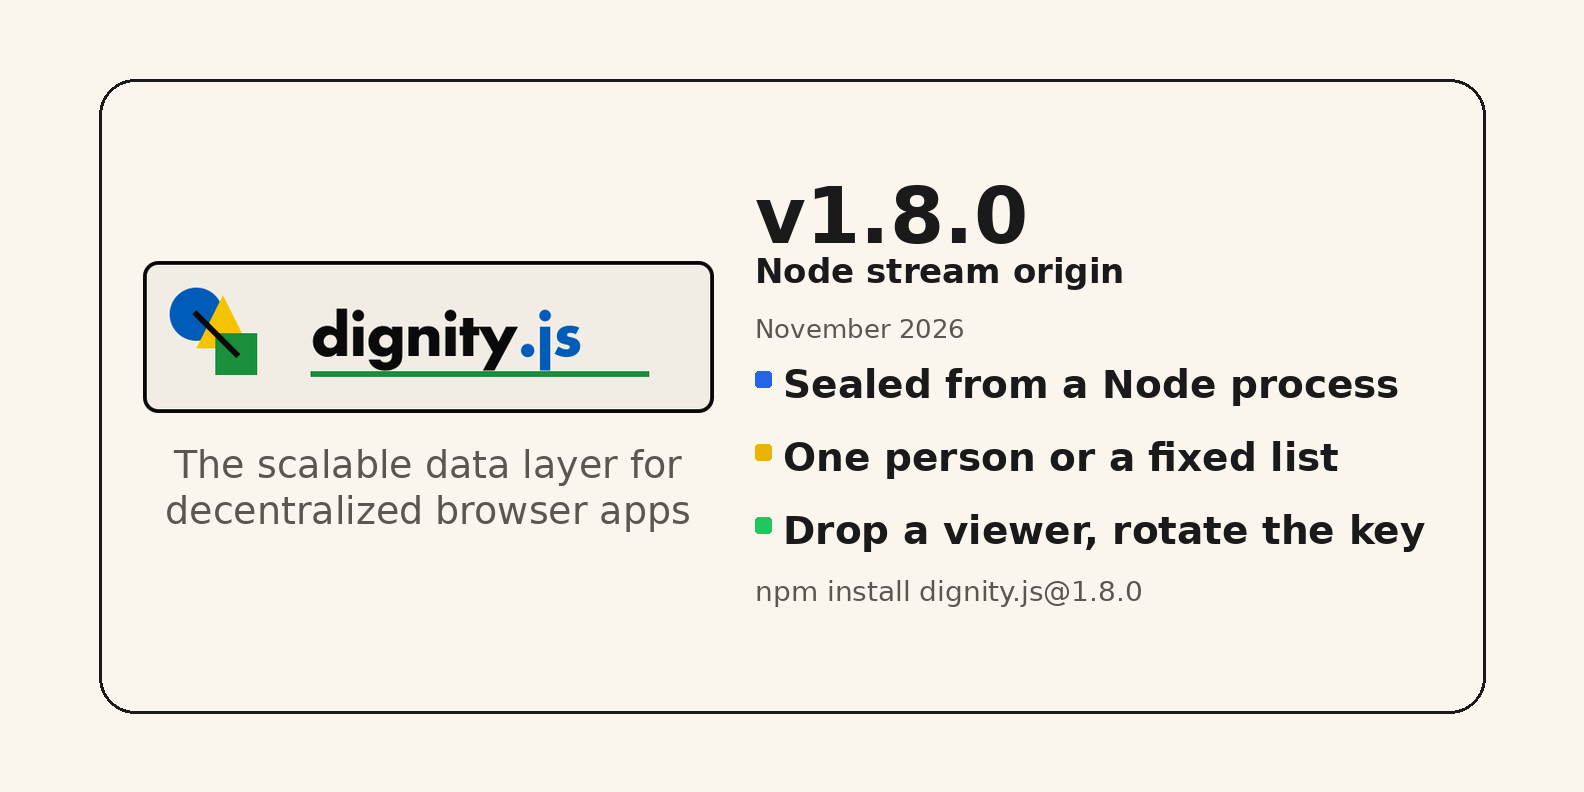 dignity.js
The scalable data layer for
decentralized browser apps
v1.8.0
Node stream origin
November 2026
Sealed from a Node process
One person or a fixed list
Drop a viewer, rotate the key
npm install dignity.js@1.8.0